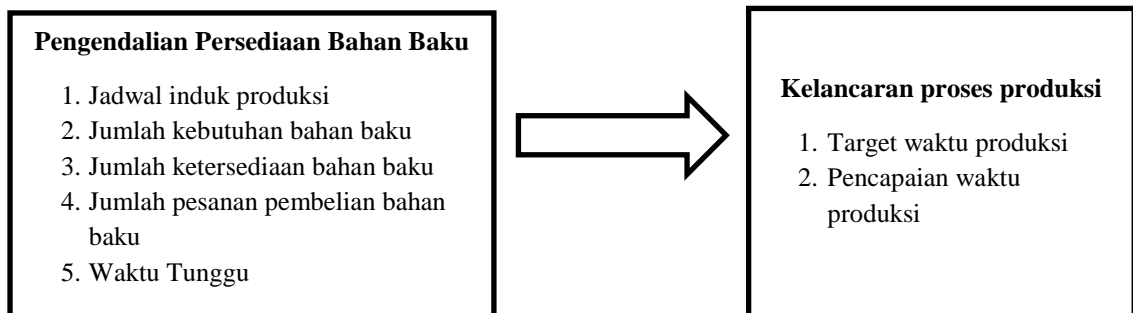 Pengendalian Persediaan Bahan Baku
1. Jadwal induk produksi
2. Jumlah kebutuhan bahan baku
3. Jumlah ketersediaan bahan baku
4. Jumlah pesanan pembelian bahan
baku
5. Waktu Tunggu
Kelancaran proses produksi
1. Target waktu produksi
2. Pencapaian waktu
produksi